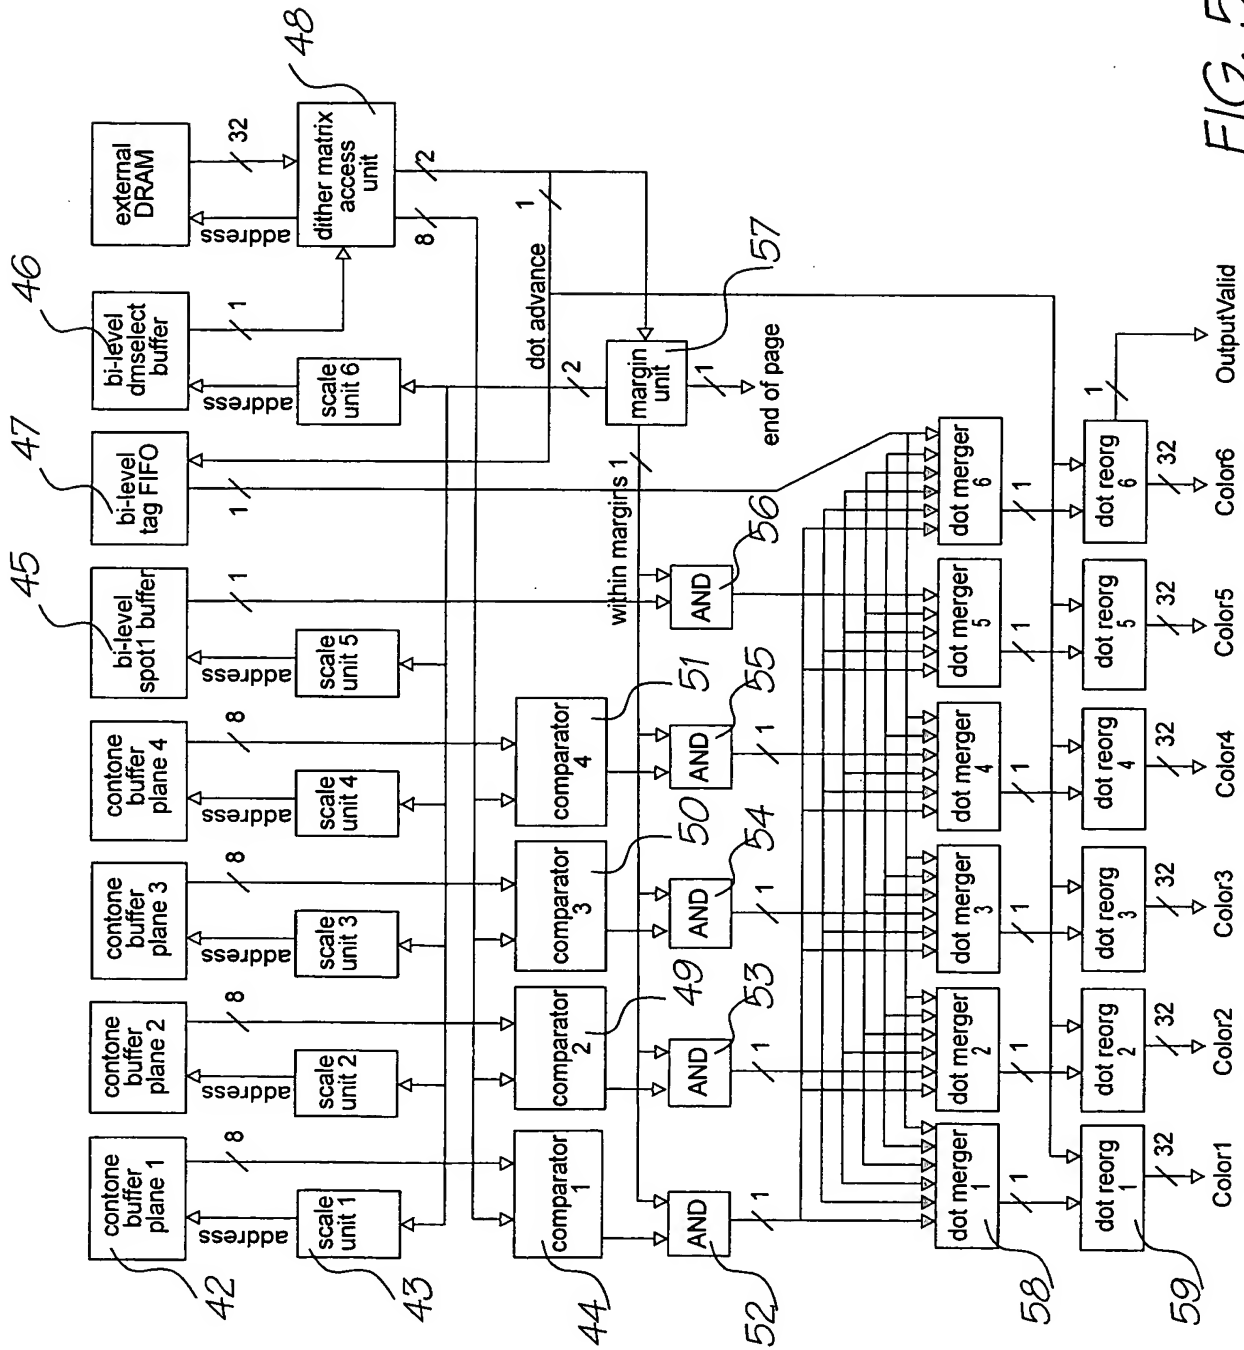 42
contone
buffer
plane 1
8
address
scale
unit 1
43
contone
buffer
plane 2
8
address
scale
unit 2
contone
buffer
plane 3
8
address
scale
unit 3
contone
buffer
plane 4
8
address
scale
unit 4
45
bi-level
spot1 buffer
1
address
scale
unit 5
47
bi-level
tag FIFO
1
46
bi-level
dmselect
buffer
1
address
scale
unit 6
external
DRAM
32
address
48
dither matrix
access
unit
8
2
1
dot advance
2
57
margin
unit
1
end of page
within margins
1
44
comparator
1
49
comparator
2
50
comparator
3
51
comparator
4
52
AND
1
53
AND
1
54
AND
1
55
AND
1
56
AND
58
dot merger
1
dot merger
2
dot merger
3
dot merger
4
dot merger
5
dot merger
6
1
1
1
1
1
1
59
dot reorg
1
dot reorg
2
dot reorg
3
dot reorg
4
dot reorg
5
dot reorg
6
1
32
32
32
32
32
32
Color1
Color2
Color3
Color4
Color5
Color6
OutputValid
FIG. 5